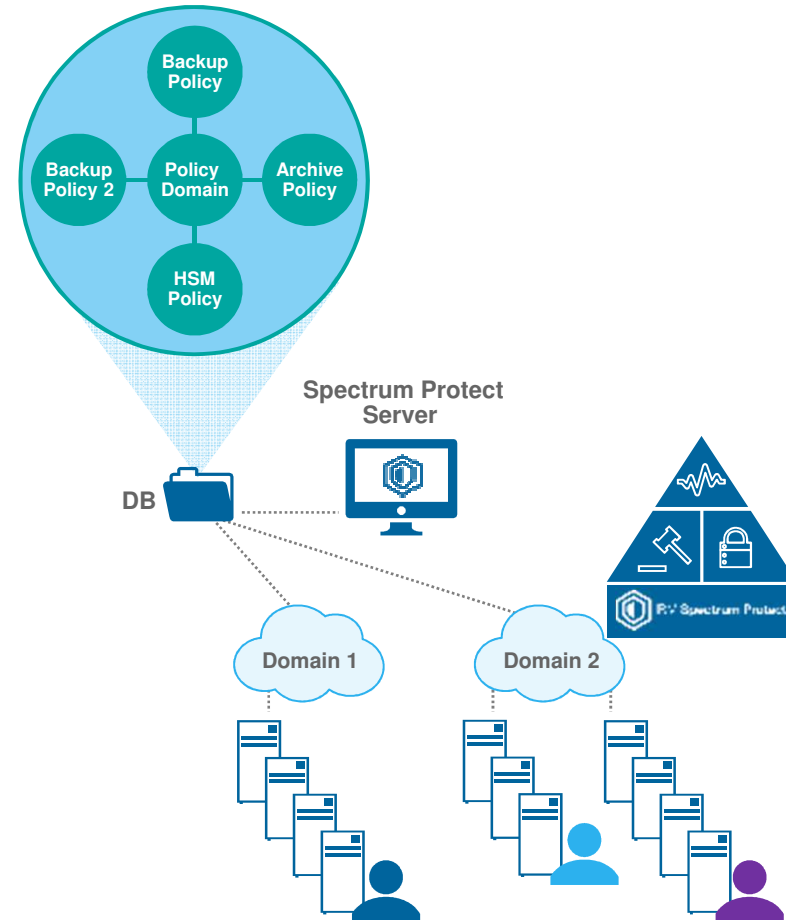 Backup
Policy
Backup
Policy 2
Policy
Domain
Archive
Policy
HSM
Policy
Spectrum Protect
Server
DB
Spectrum Protect
Domain 1
Domain 2